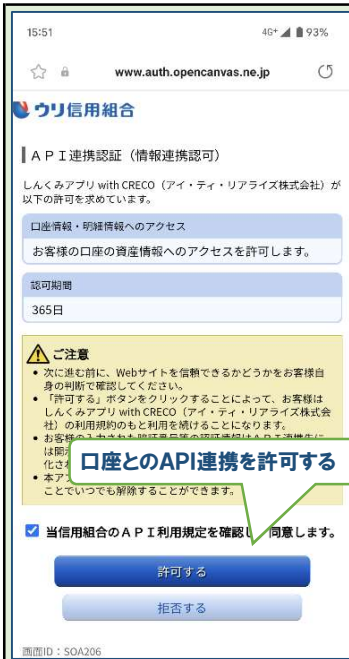 15:51
4G+ 93%
www.auth.opencanvas.ne.jp
ウリ信用組合
API連携認証（情報連携認可）
しんくみアプリ with CRECO（アイ・ティ・リアライズ株式会社）が
以下の許可を求めています。
口座情報・明細情報へのアクセス
お客様の口座の資産情報へのアクセスを許可します。
認可期間
365日
ご注意
• 次に進む前に、Webサイトを信頼できるかどうかをお客様自
身の判断で確認してください。
• 「許可する」ボタンをクリックすることによって、お客様は
しんくみアプリ with CRECO（アイ・ティ・リアライズ株式会
社）の利用規約のもと利用を続けることになります。
• お客様の
は開示
化さ
口座とのAPI連携を許可する
• 本ア
ことでいつでも解除することができます。
当信用組合のAPI利用規定を確認し 同意します。
許可する
拒否する
画面ID：SOA206